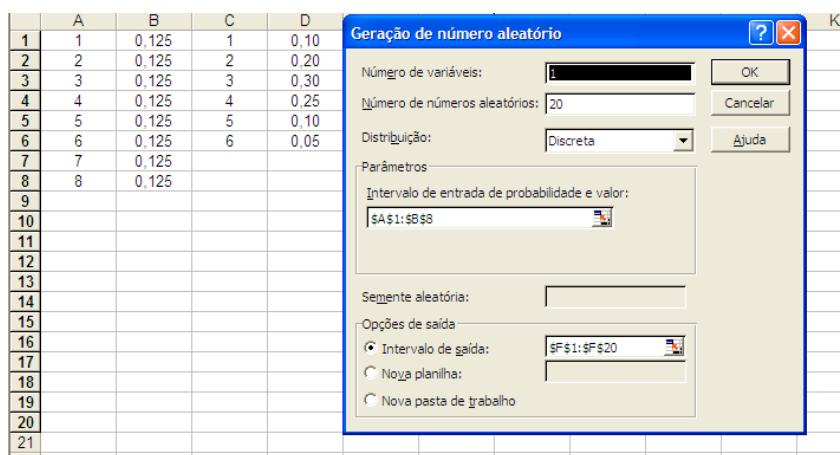 A B C D K
1 1 0,125 1 0,10
2 2 0,125 2 0,20
3 3 0,125 3 0,30
4 4 0,125 4 0,25
5 5 0,125 5 0,10
6 6 0,125 6 0,05
7 7 0,125
8 8 0,125
9
10
11
12
13
14
15
16
17
18
19
20
21
Geração de número aleatório
Número de variáveis: 1 OK
Número de números aleatórios: 20 Cancelar
Distribuição: Discreta Ajuda
Parâmetros
Intervalo de entrada de probabilidade e valor:
$A$1:$B$8
Semente aleatória:
Opções de saída
Intervalo de saída: $F$1:$F$20
Nova planilha:
Nova pasta de trabalho